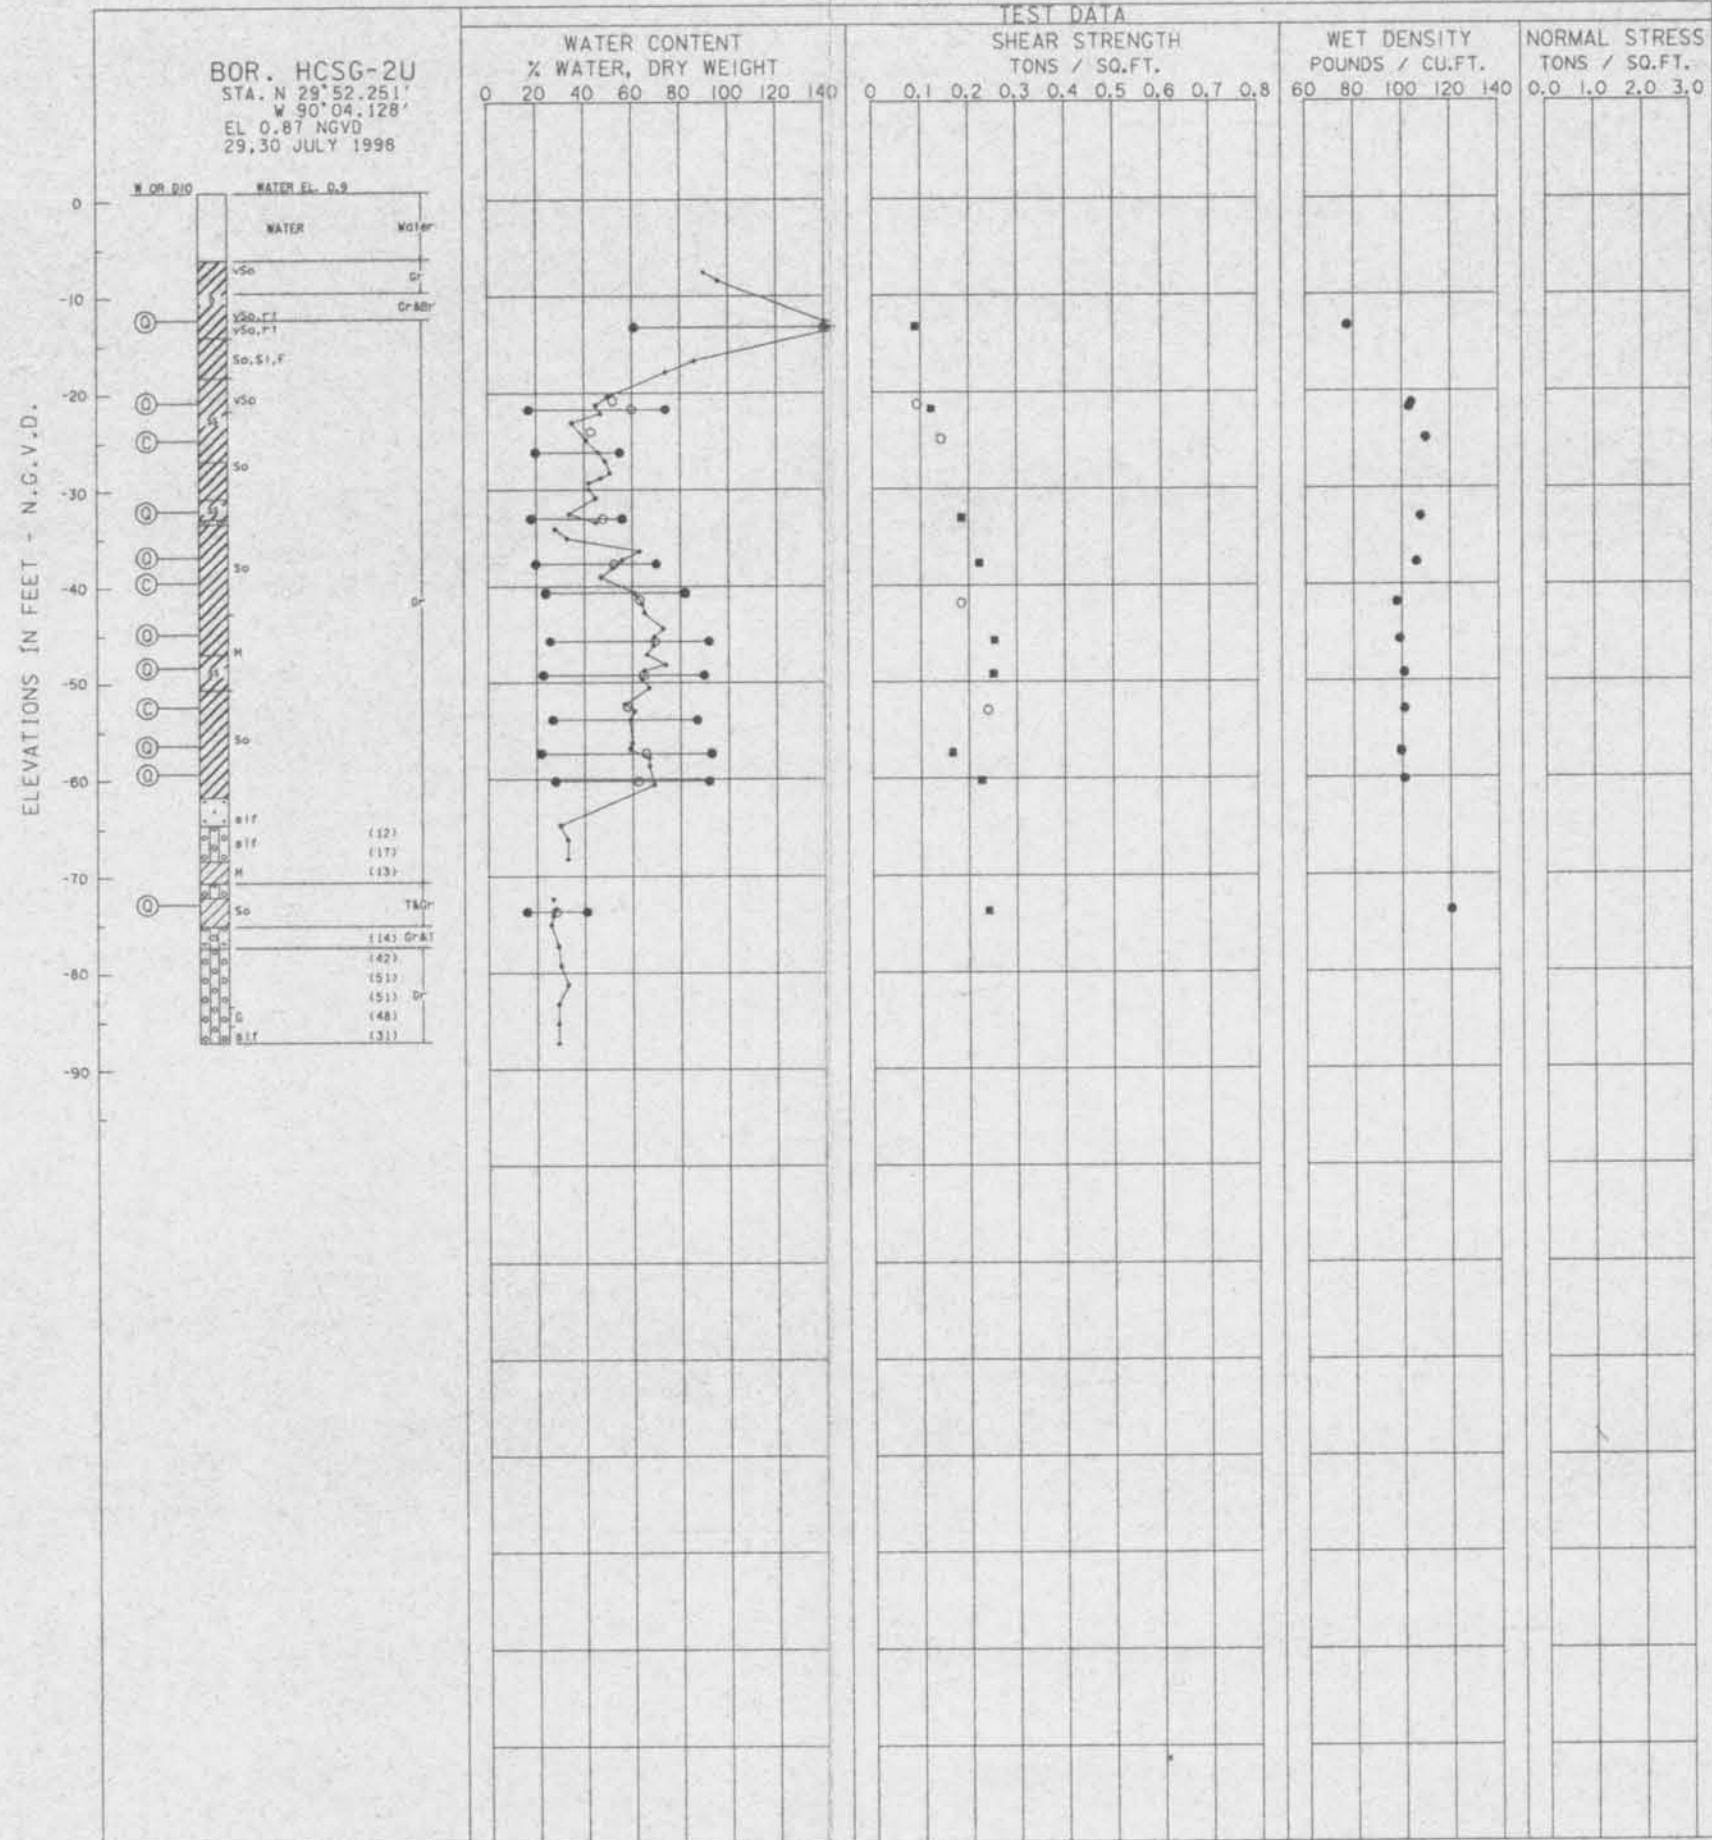 TEST DATA
BOR. HCSG-2U
STA. N 29°52.251'
W 90°04.128'
EL 0.87 NGVD
29,30 JULY 1998
WATER CONTENT
% WATER, DRY WEIGHT
0 20 40 60 80 100 120 140
SHEAR STRENGTH
TONS / SQ.FT.
0 0.1 0.2 0.3 0.4 0.5 0.6 0.7 0.8
WET DENSITY
POUNDS / CU.FT.
60 80 100 120 140
NORMAL STRESS
TONS / SQ.FT.
0.0 1.0 2.0 3.0
ELEVATIONS IN FEET - N.G.V.D.
W OR D10 WATER EL. 0.9
0
WATER Water
vSo Gr
-10
Gr&Br
vSo,rt
Q
vSo,rt
So,SI,F
-20
Q vSo
C
So
-30
Q
Q So
C
-40
Gr
Q
M
Q
-50
C
So
Q
Q
-60
slf
slf (12)
(17)
M (13)
-70
Q So T&Gr
(14)
(42)
-80
(51)
(51) Gr
G (48)
slf (31)
-90